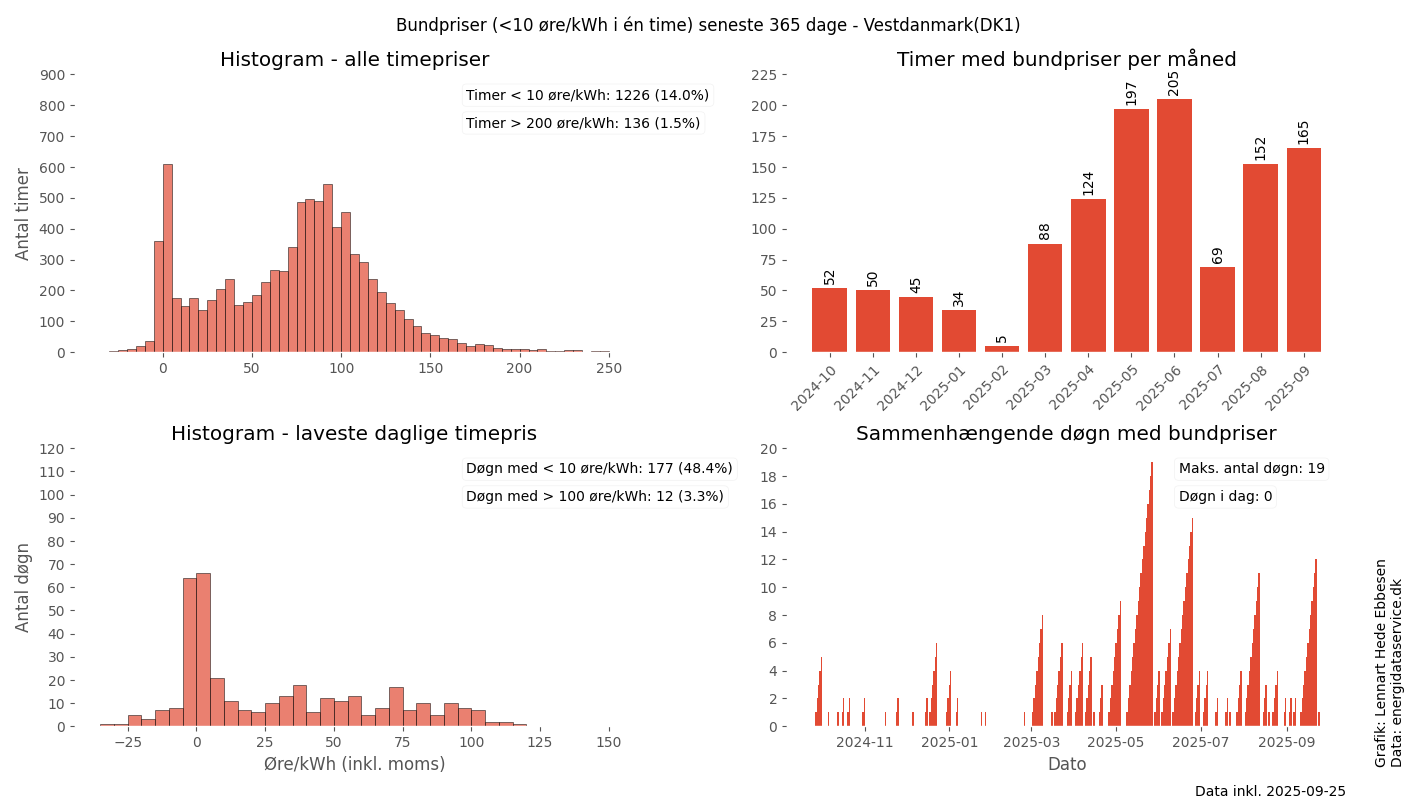 Bundpriser (<10 øre/kWh i én time) seneste 365 dage - Vestdanmark(DK1)
Histogram - alle timepriser
Antal timer
900
800
700
600
500
400
300
200
100
0
Timer < 10 øre/kWh: 1226 (14.0%)
Timer > 200 øre/kWh: 136 (1.5%)
0 50 100 150 200 250
Timer med bundpriser per måned
225
200
175
150
125
100
75
50
25
0
52 50 45 34 5 88 124 197 205 69 152 165
2024-10 2024-11 2024-12 2025-01 2025-02 2025-03 2025-04 2025-05 2025-06 2025-07 2025-08 2025-09
Histogram - laveste daglige timepris
Antal døgn
120
110
100
90
80
70
60
50
40
30
20
10
0
Døgn med < 10 øre/kWh: 177 (48.4%)
Døgn med > 100 øre/kWh: 12 (3.3%)
−25 0 25 50 75 100 125 150
Øre/kWh (inkl. moms)
Sammenhængende døgn med bundpriser
20
18
16
14
12
10
8
6
4
2
0
Maks. antal døgn: 19
Døgn i dag: 0
2024-11 2025-01 2025-03 2025-05 2025-07 2025-09
Dato
Grafik: Lennart Hede Ebbesen
Data: energidataservice.dk
Data inkl. 2025-09-25